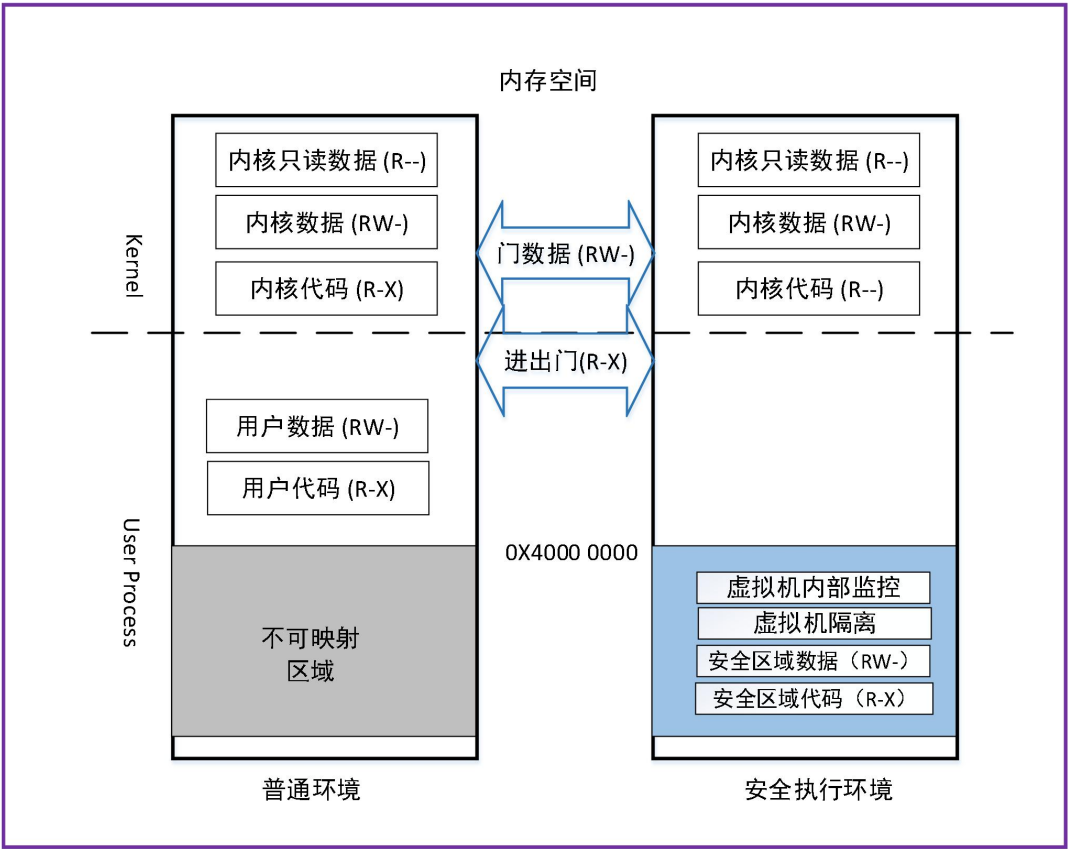 内存空间
内核只读数据 (R--)
内核数据 (RW-)
内核代码 (R-X)
Kernel
门数据 (RW-)
进出门(R-X)
内核只读数据 (R--)
内核数据 (RW-)
内核代码 (R--)
用户数据 (RW-)
用户代码 (R-X)
User Process
不可映射
区域
0X4000 0000
虚拟机内部监控
虚拟机隔离
安全区域数据（RW-）
安全区域代码（R-X）
普通环境
安全执行环境